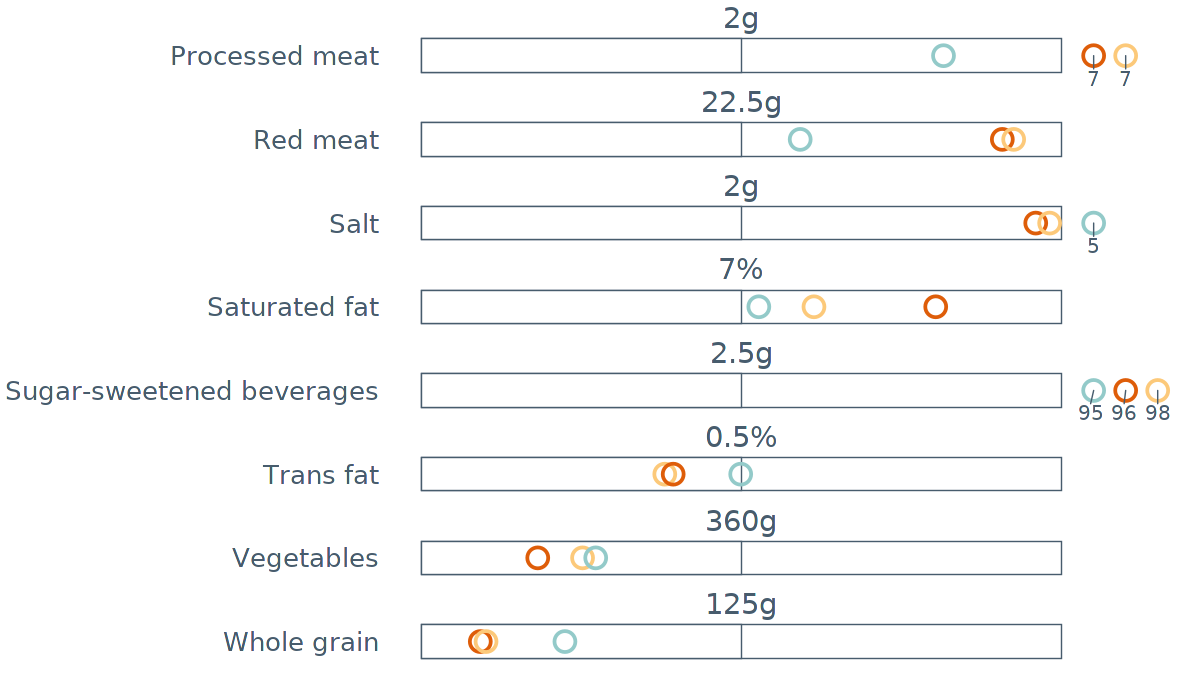 2g
Processed meat
7 7
22.5g
Red meat
2g
Salt
5
7%
Saturated fat
2.5g
Sugar-sweetened beverages
95 96 98
0.5%
Trans fat
360g
Vegetables
125g
Whole grain